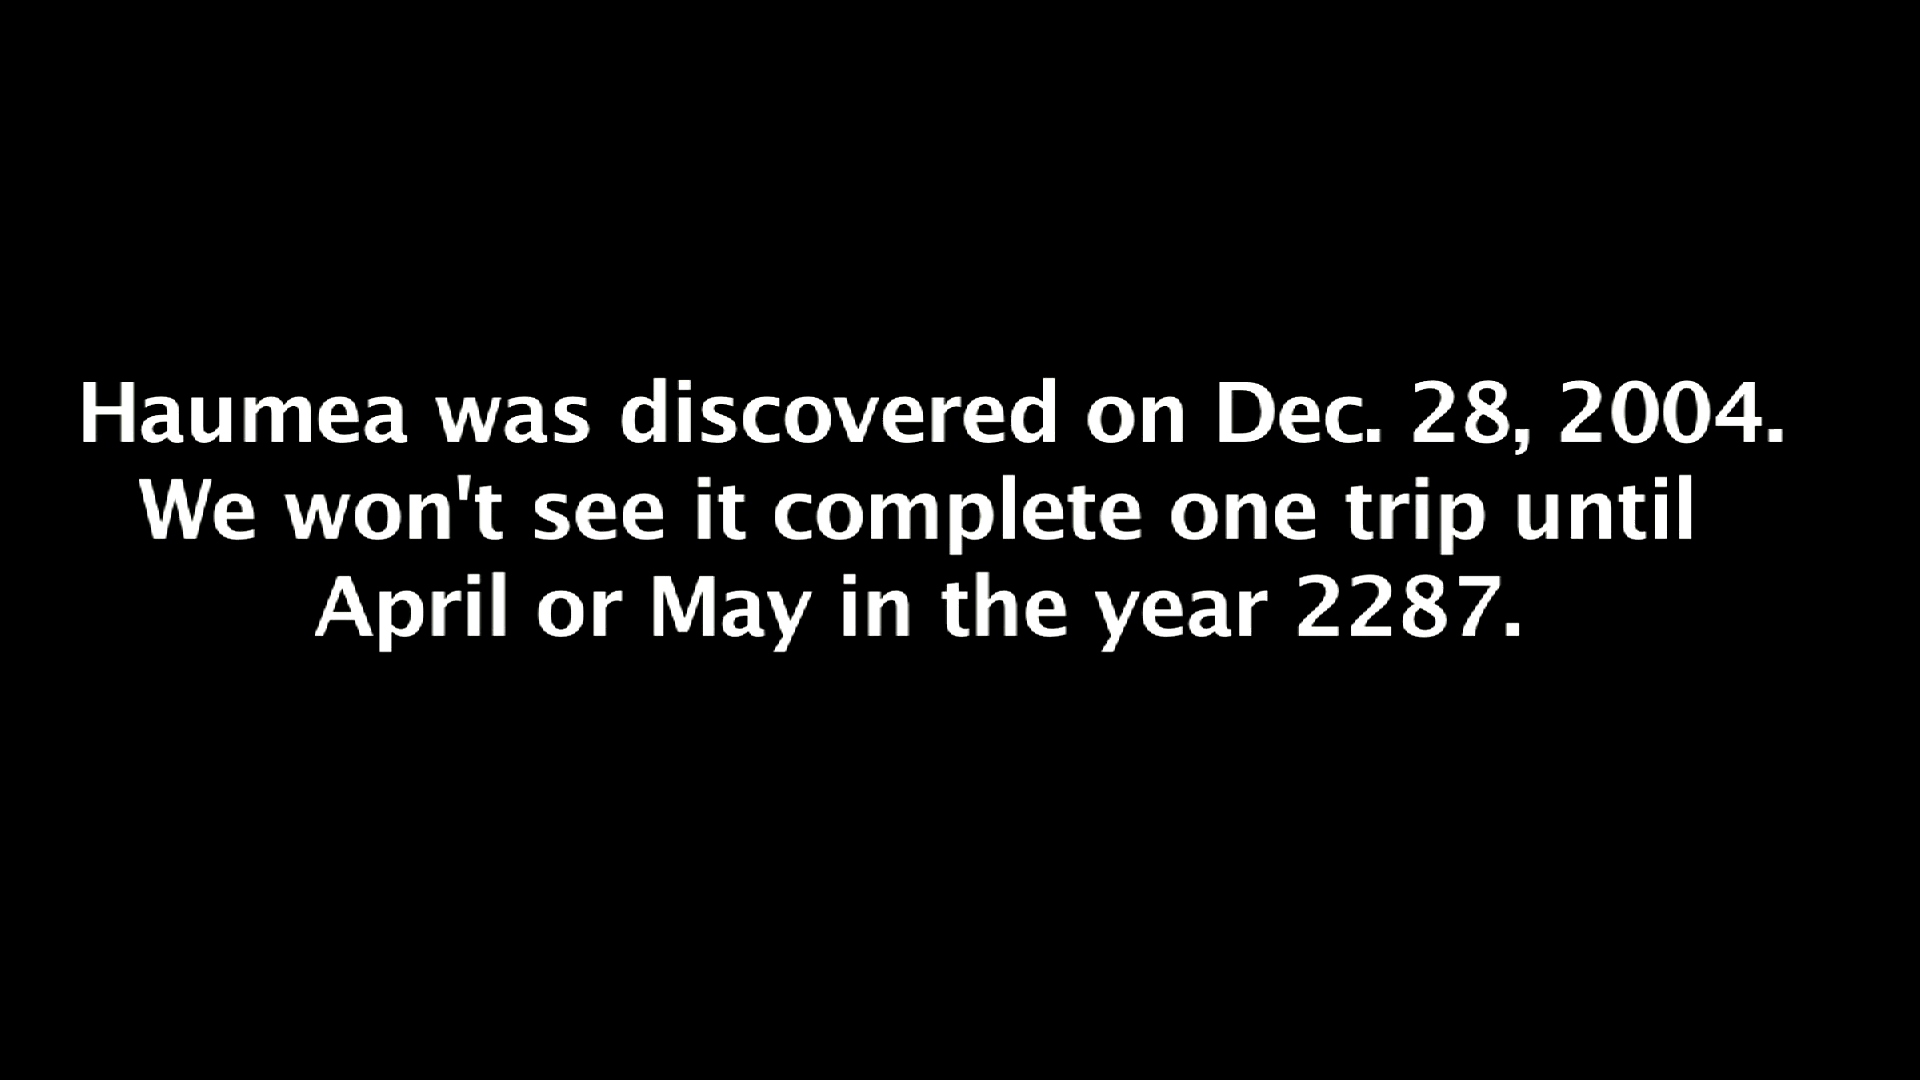 Haumea was discovered on Dec. 28, 2004.
We won't see it complete one trip until
April or May in the year 2287.